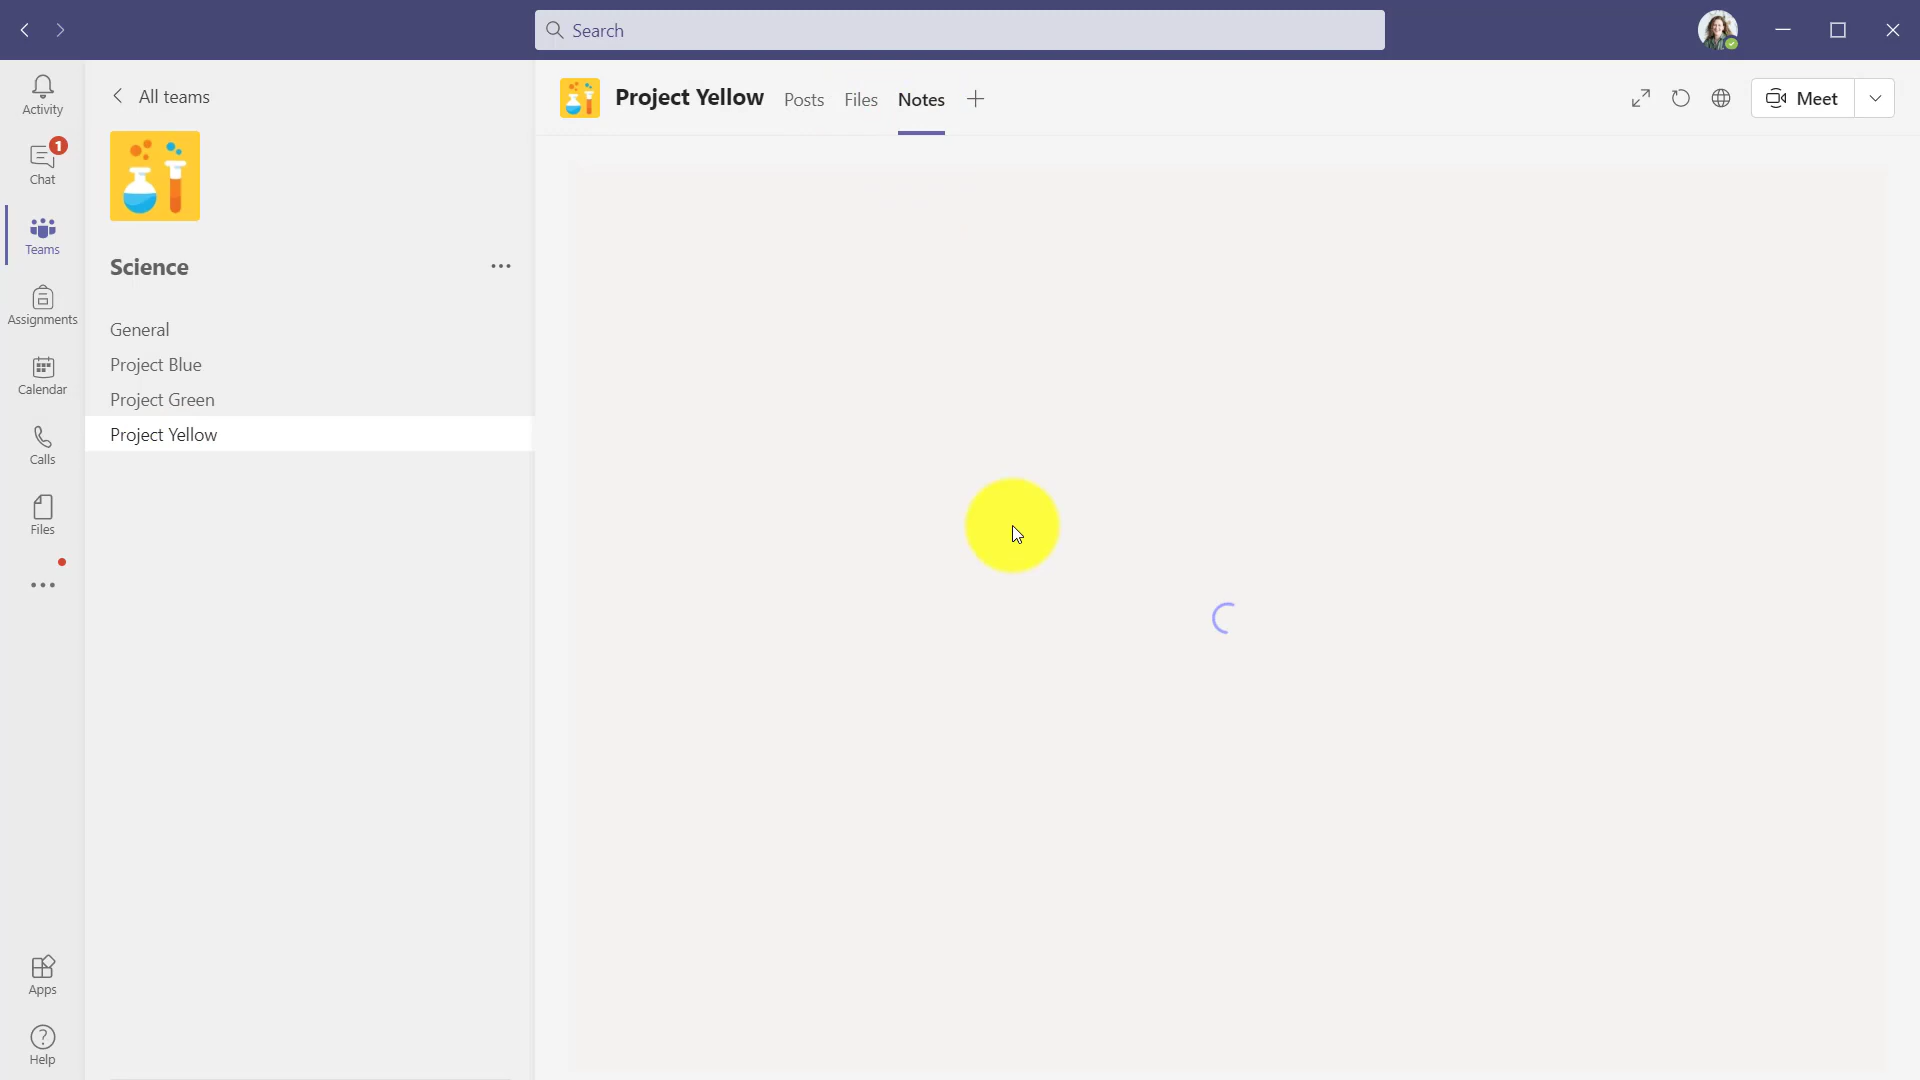 Search
Activity
1
Chat
Teams
Assignments
Calendar
Calls
Files
Apps
Help
All teams
Science
General
Project Blue
Project Green
Project Yellow
Project Yellow Posts Files Notes
Meet